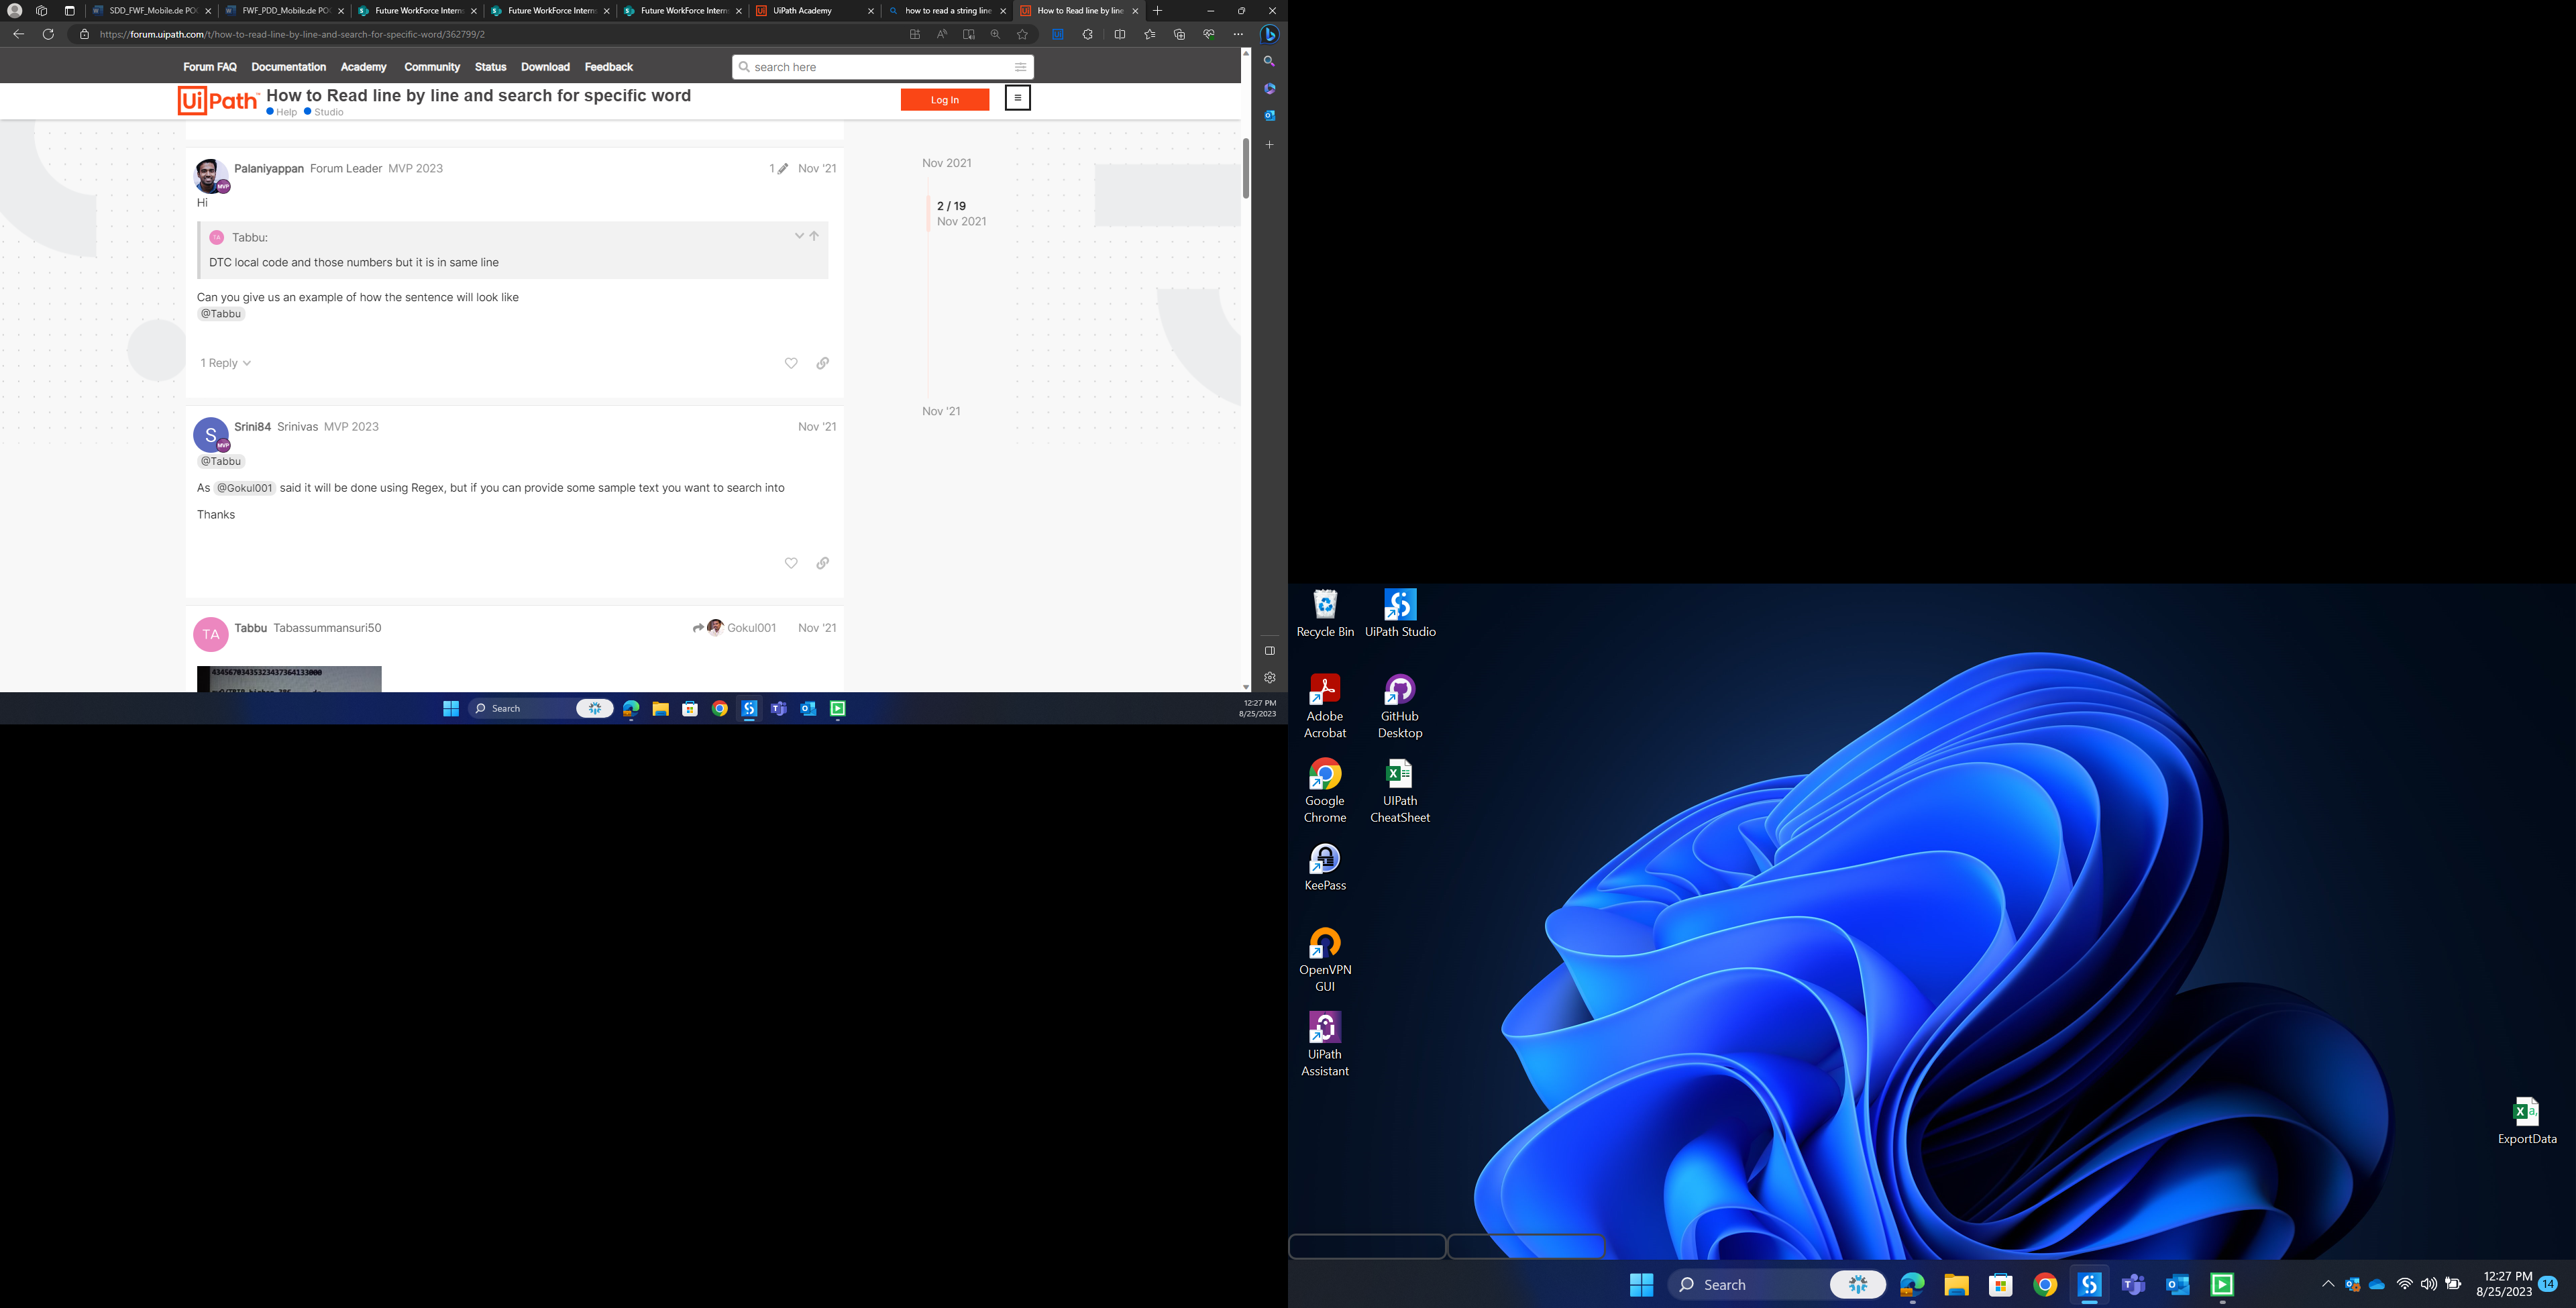 SDD_FWF_Mobile.de PO
FWF_PDD_Mobile.de PO
Future WorkForce Intern
Future WorkForce Intern
Future WorkForce Intern
UiPath Academy
how to read a string line
How to Read line by line
https://forum.uipath.com/t/how-to-read-line-by-line-and-search-for-specific-word/362799/2
Forum FAQ Documentation Academy Community Status Download Feedback
search here
UiPath How to Read line by line and search for specific word
Help Studio
Log In
Palaniyappan Forum Leader MVP 2023
1 Nov '21
MVP
Hi
TA Tabbu:
DTC local code and those numbers but it is in same line
Can you give us an example of how the sentence will look like
@Tabbu
1 Reply
Nov 2021
2 / 19
Nov 2021
Nov '21
S MVP
Srini84 Srinivas MVP 2023
Nov '21
@Tabbu
As @Gokul001 said it will be done using Regex, but if you can provide some sample text you want to search into
Thanks
TA Tabbu Tabassummansuri50
Gokul001 Nov '21
Search
12:27 PM
8/25/2023
Recycle Bin
UiPath Studio
Adobe Acrobat
GitHub Desktop
Google Chrome
UIPath CheatSheet
KeePass
OpenVPN GUI
UiPath Assistant
ExportData
Search
12:27 PM
8/25/2023
14